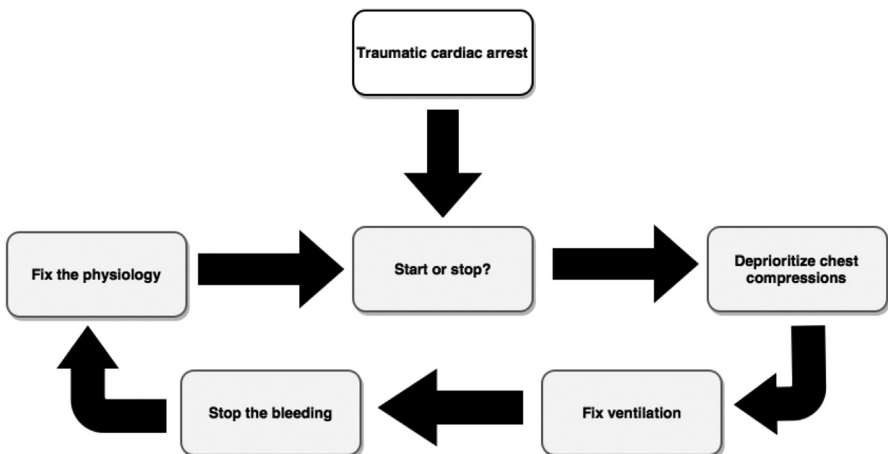 Traumatic cardiac arrest
Start or stop?
Deprioritize chest
compressions
Fix ventilation
Stop the bleeding
Fix the physiology